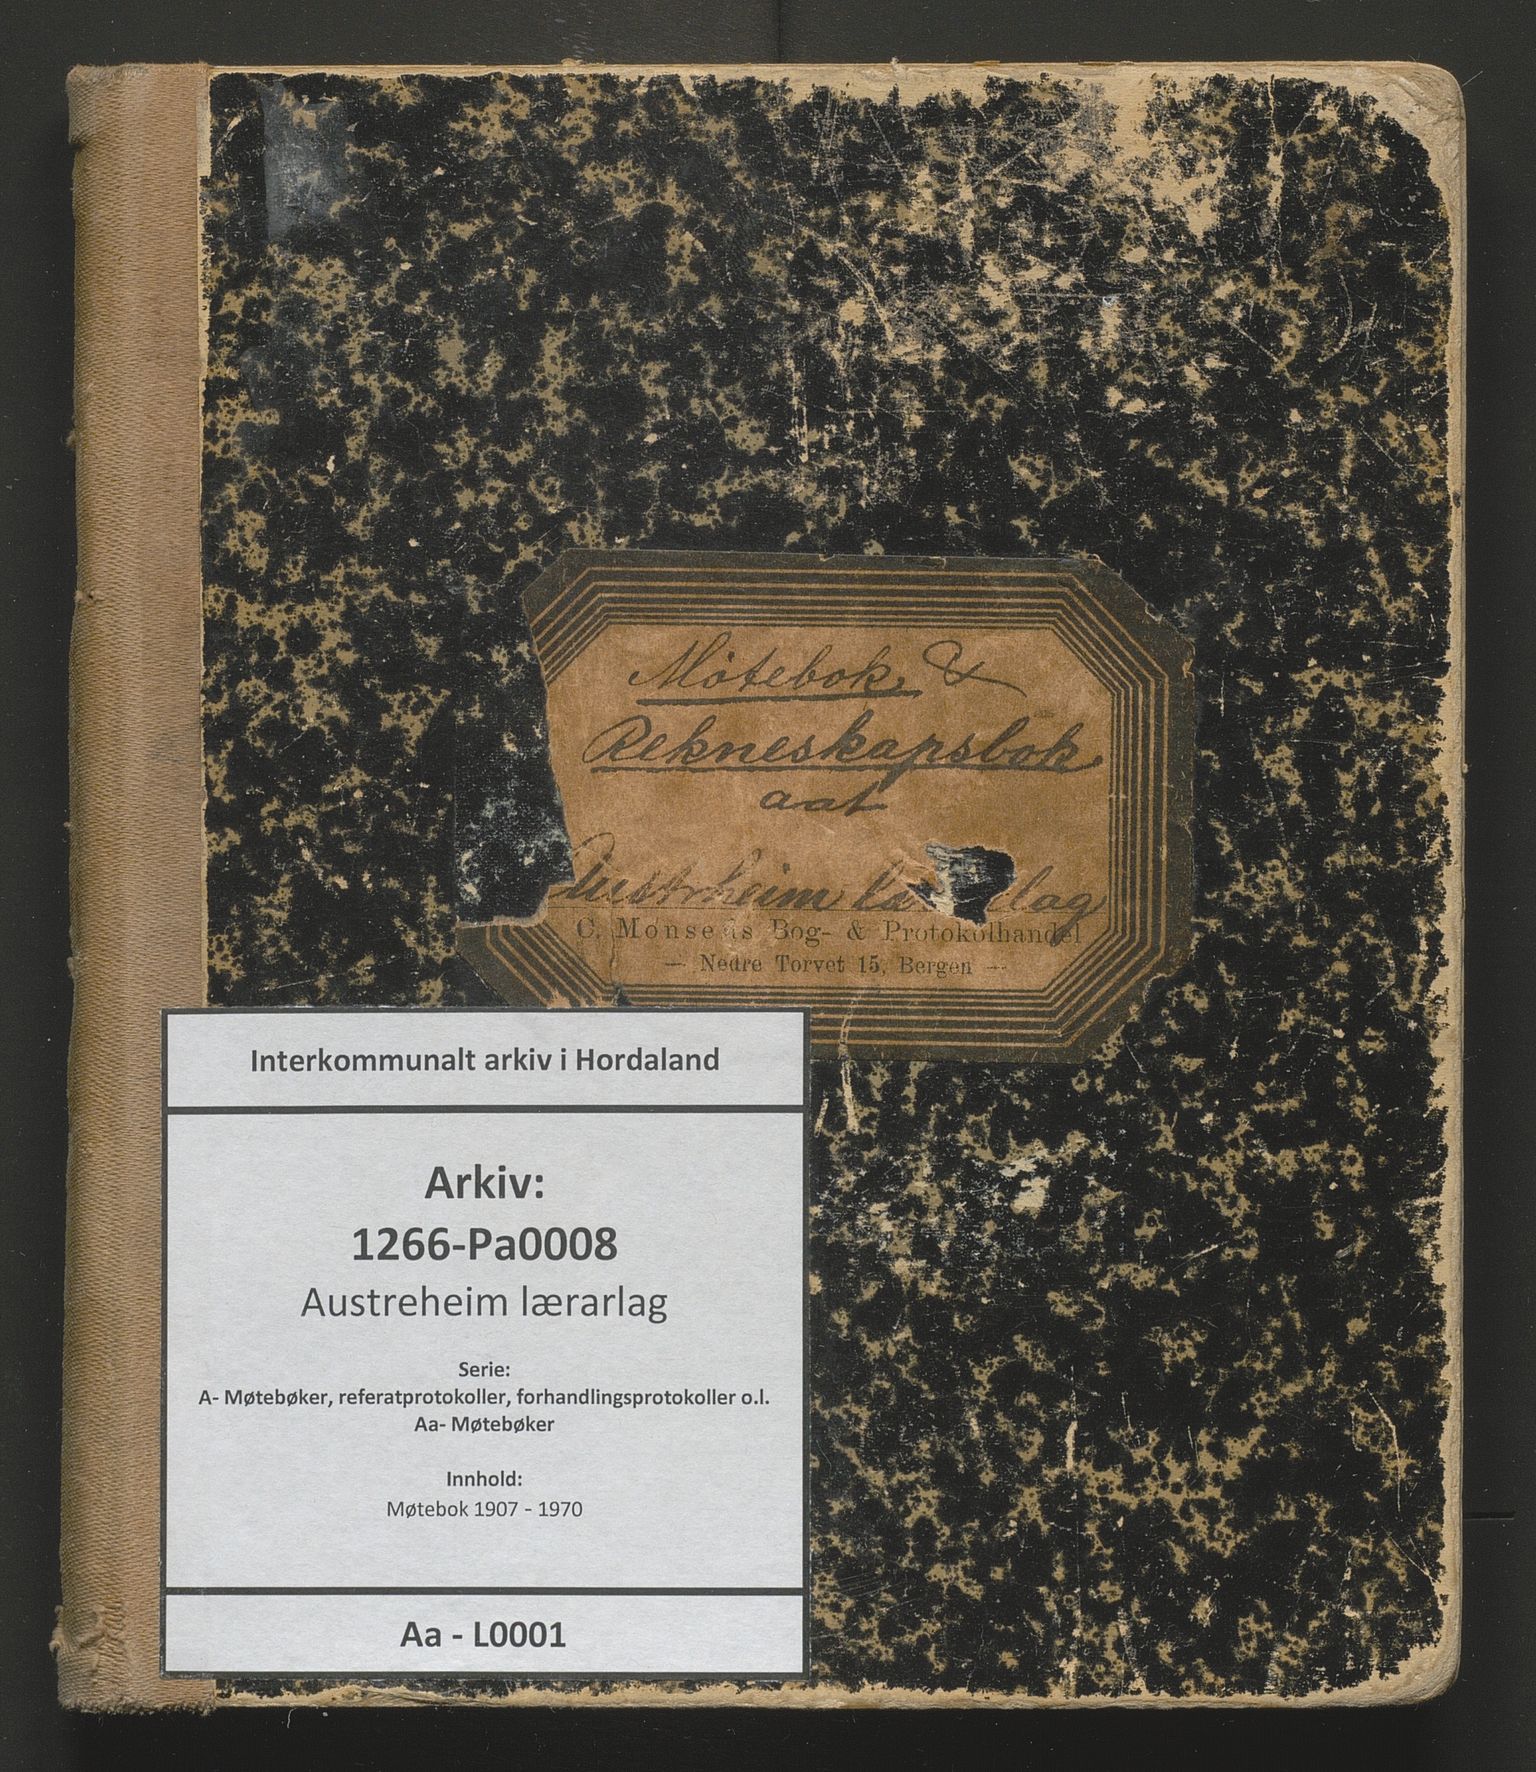 Møtebok &
Rekneskapsbok
aat
Austrheim lag
C. Monsens Bog- & Protokolhandel
— Nedre Torvet 15, Bergen —
Interkommunalt arkiv i Hordaland
Arkiv:
1266-Pa0008
Austreheim lærarlag
Serie:
A- Møtebøker, referatprotokoller, forhandlingsprotokoller o.l.
Aa- Møtebøker
Innhold:
Møtebok 1907 - 1970
Aa - L0001